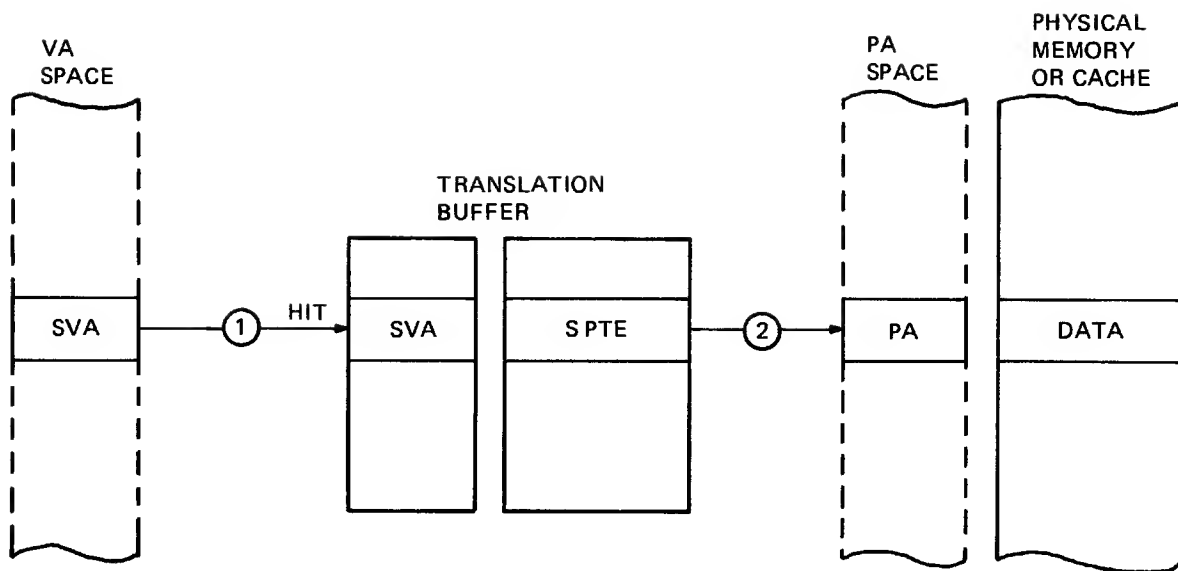 VA
SPACE
PA
SPACE
PHYSICAL
MEMORY
OR CACHE
TRANSLATION
BUFFER
SVA
1
HIT
SVA
SPTE
2
PA
DATA